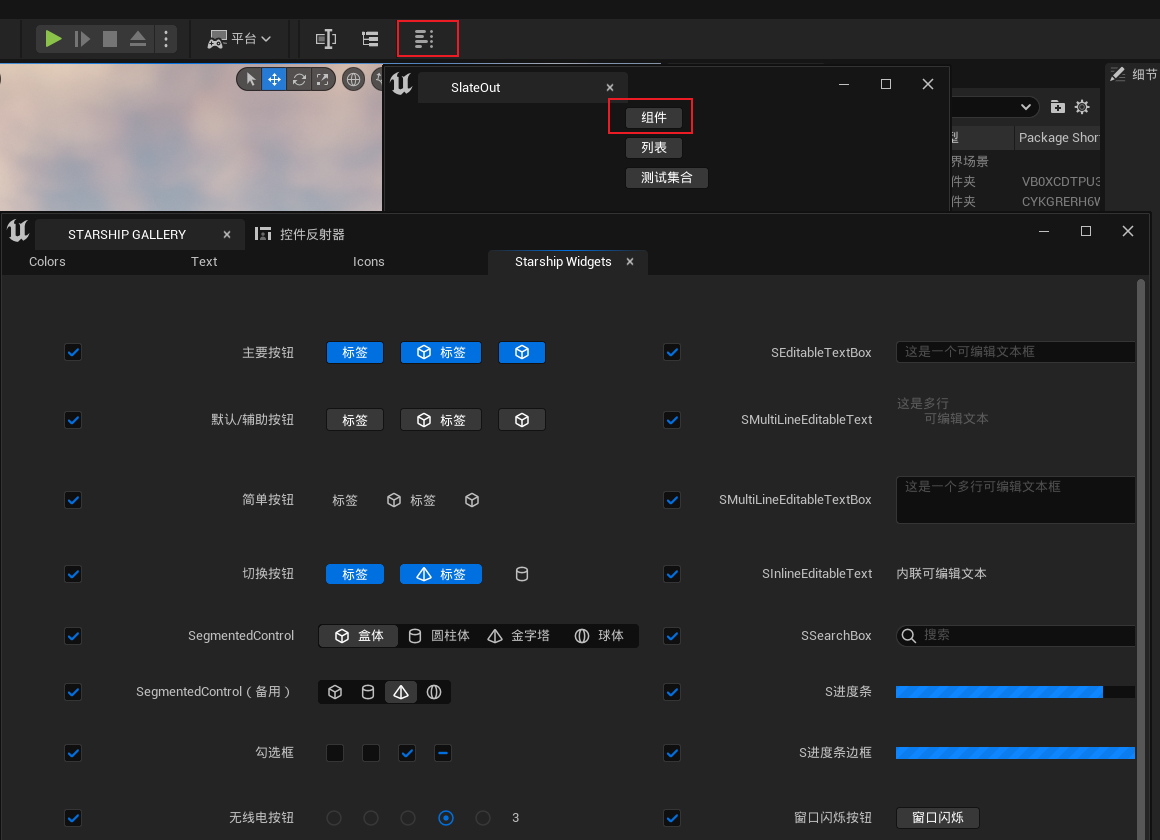 平台
细节
SlateOut
组件
列表
测试集合
型
Package Shor
界场景
件夹 VB0XCDTPU3
件夹 CYKGRERH6W
STARSHIP GALLERY
控件反射器
Colors Text Icons Starship Widgets
主要按钮 标签 标签 SEditableTextBox 这是一个可编辑文本框
默认/辅助按钮 标签 标签 SMultiLineEditableText 这是多行
可编辑文本
简单按钮 标签 标签 SMultiLineEditableTextBox 这是一个多行可编辑文本框
切换按钮 标签 标签 SInlineEditableText 内联可编辑文本
SegmentedControl 盒体 圆柱体 金字塔 球体 SSearchBox 搜索
SegmentedControl（备用） S进度条
勾选框 S进度条边框
无线电按钮 3 窗口闪烁按钮 窗口闪烁